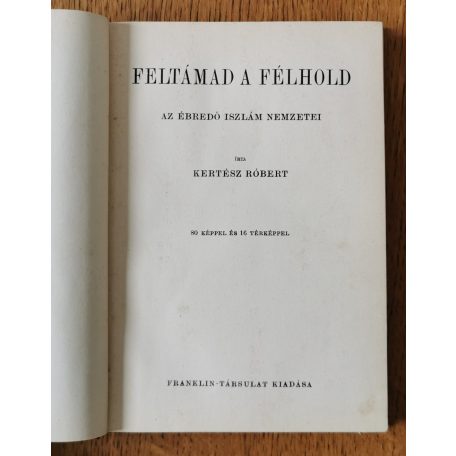 FELTÁMAD A FÉLHOLD
AZ ÉBREDŐ ISZLÁM NEMZETEI
ÍRTA
KERTÉSZ RÓBERT
80 KÉPPEL ÉS 16 TÉRKÉPPEL
FRANKLIN-TÁRSULAT KIADÁSA